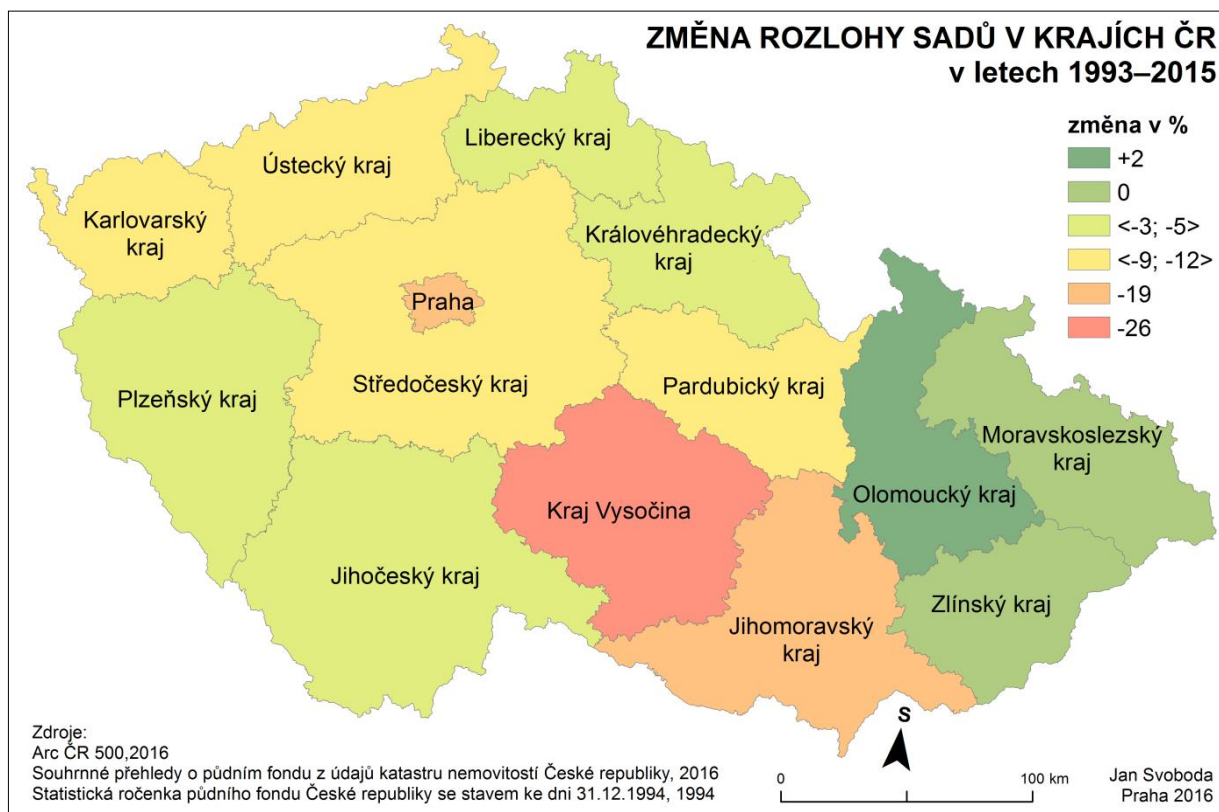 ZMĚNA ROZLOHY SADŮ V KRAJÍCH ČR
v letech 1993–2015
změna v %
+2
0
<-3; -5>
<-9; -12>
-19
-26
Liberecký kraj
Ústecký kraj
Karlovarský
kraj
Královéhradecký
kraj
Praha
Středočeský kraj
Pardubický kraj
Plzeňský kraj
Moravskoslezský
kraj
Olomoucký kraj
Kraj Vysočina
Jihočeský kraj
Zlínský kraj
Jihomoravský
kraj
S
0 100 km
Zdroje:
Arc ČR 500,2016
Souhrnné přehledy o půdním fondu z údajů katastru nemovitostí České republiky, 2016
Statistická ročenka půdního fondu České republiky se stavem ke dni 31.12.1994, 1994
Jan Svoboda
Praha 2016